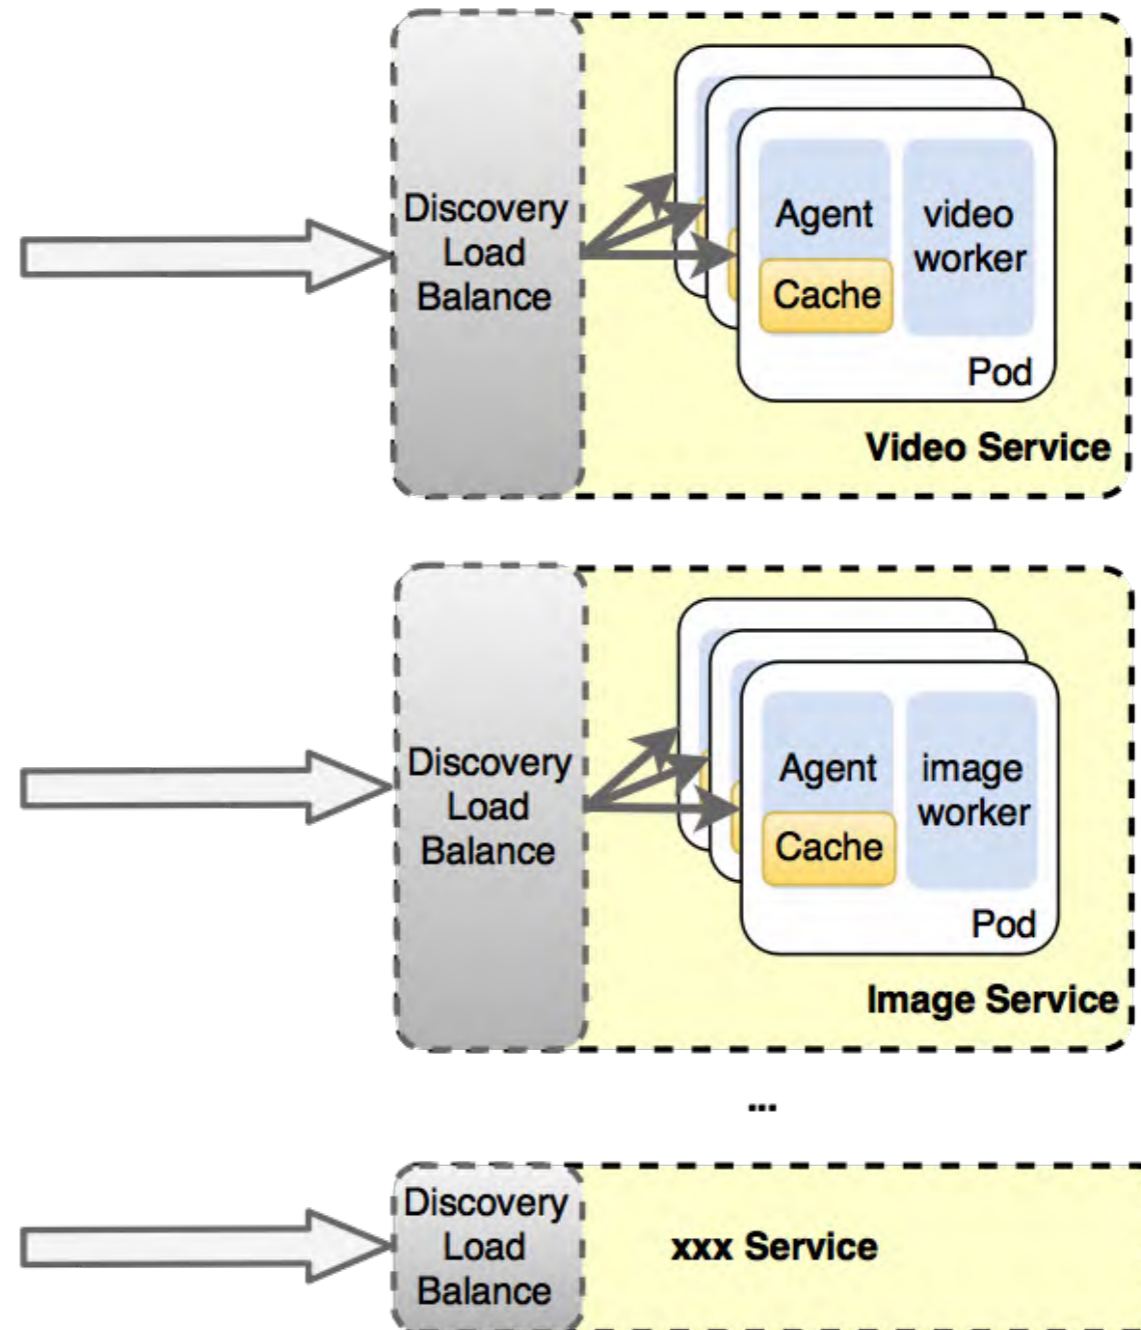 Discovery
Load
Balance
Agent
Cache
video
worker
Pod
Video Service
Discovery
Load
Balance
Agent
Cache
image
worker
Pod
Image Service
...
Discovery
Load
Balance
xxx Service